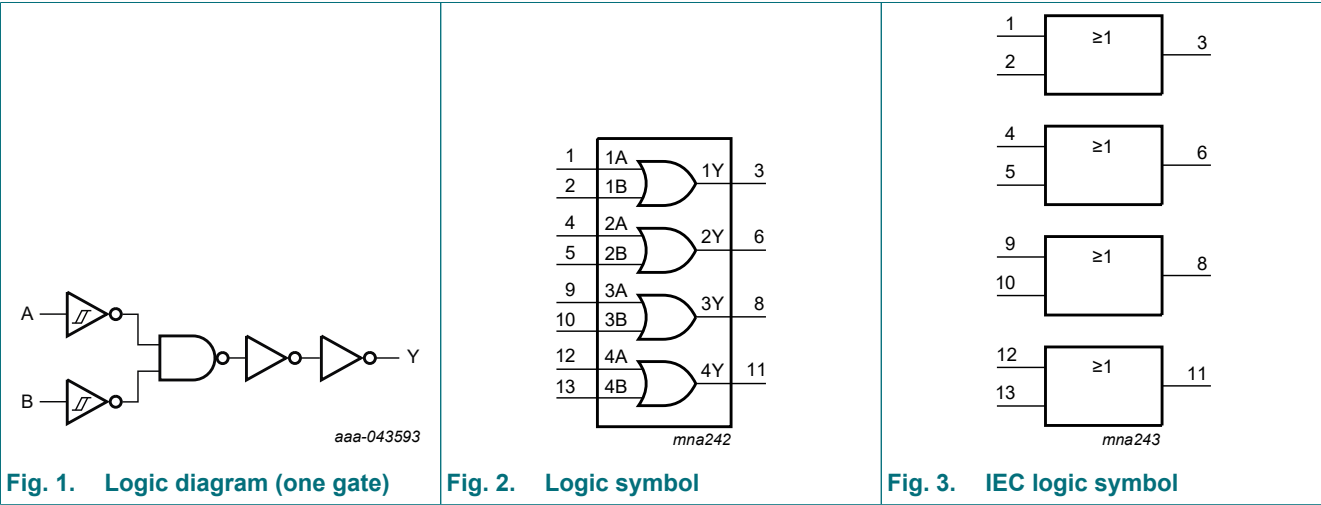 A
B
Y
aaa-043593
Fig. 1. Logic diagram (one gate)
1 1A 1Y 3
2 1B
4 2A 2Y 6
5 2B
9 3A 3Y 8
10 3B
12 4A 4Y 11
13 4B
mna242
Fig. 2. Logic symbol
1 ≥1 3
2
4 ≥1 6
5
9 ≥1 8
10
12 ≥1 11
13
mna243
Fig. 3. IEC logic symbol